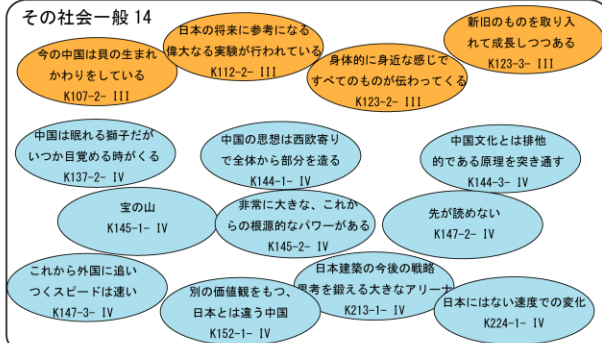 その社会一般 14
今の中国は貝の生まれ
かわりをしている
K107-2- III
日本の将来に参考になる
偉大なる実験が行われている
K112-2- III
身体的に身近な感じで
すべてのものが伝わってくる
K123-2- III
新旧のものを取り入
れて成長しつつある
K123-3- III
中国は眠れる獅子だが
いつか目覚める時がくる
K137-2- IV
中国の思想は西欧寄り
で全体から部分を造る
K144-1- IV
中国文化とは排他
的である原理を突き通す
K144-3- IV
宝の山
K145-1- IV
非常に大きな、これか
らの根源的なパワーがある
K145-2- IV
先が読めない
K147-2- IV
これから外国に追い
つくスピードは速い
K147-3- IV
別の価値観をもつ、
日本とは違う中国
K152-1- IV
日本建築の今後の戦略
思考を鍛える大きなアリーナ
K213-1- IV
日本にはない速度での変化
K224-1- IV